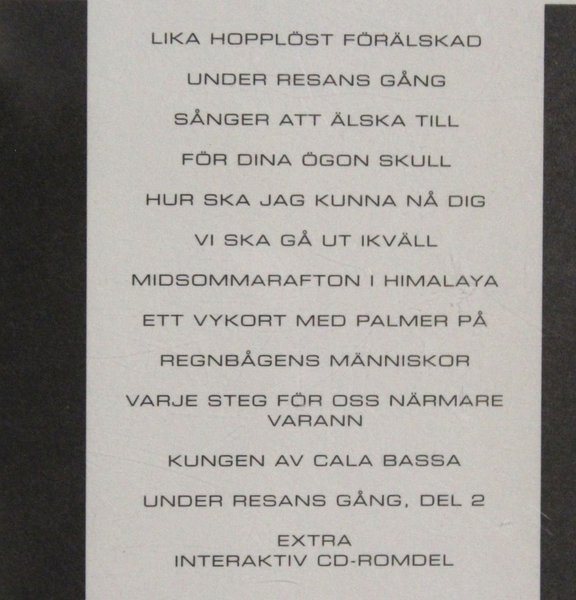 LIKA HOPPLÖST FÖRÄLSKAD
UNDER RESANS GÅNG
SÅNGER ATT ÄLSKA TILL
FÖR DINA ÖGON SKULL
HUR SKA JAG KUNNA NÅ DIG
VI SKA GÅ UT IKVÄLL
MIDSOMMARAFTON I HIMALAYA
ETT VYKORT MED PALMER PÅ
REGNBÅGENS MÄNNISKOR
VARJE STEG FÖR OSS NÄRMARE
VARANN
KUNGEN AV CALA BASSA
UNDER RESANS GÅNG, DEL 2
EXTRA
INTERAKTIV CD-ROMDEL